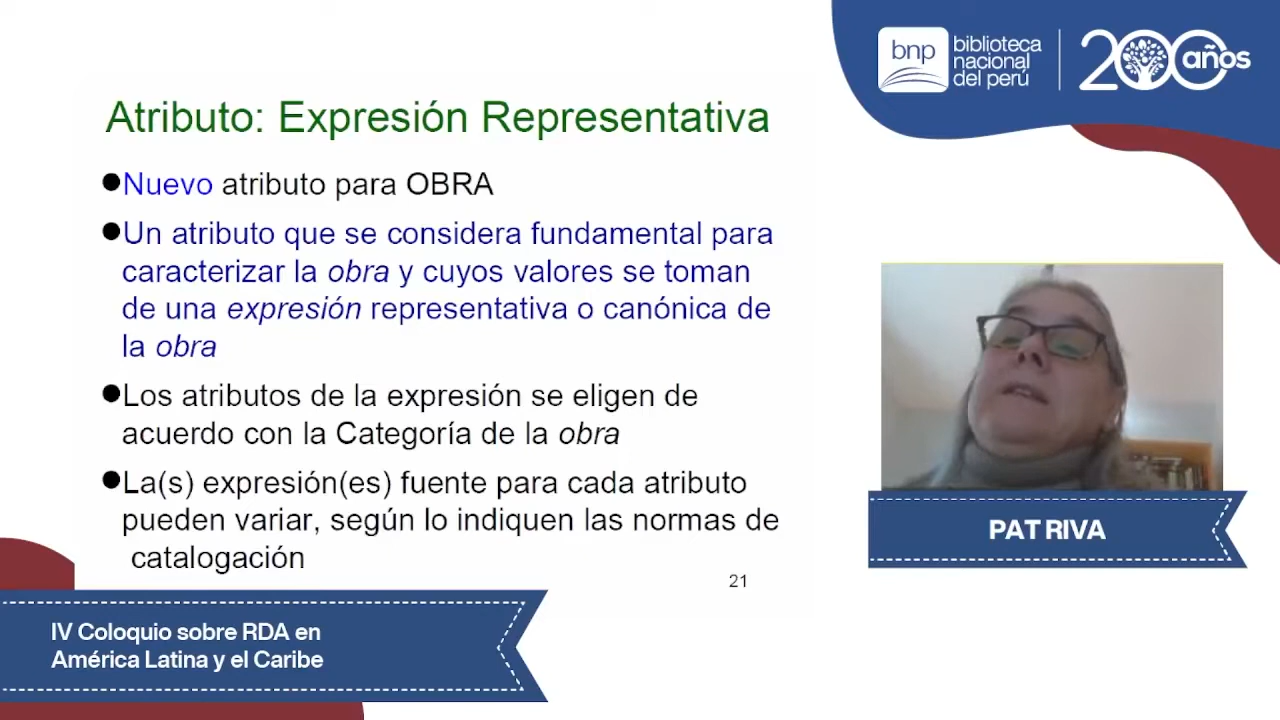 bnp
biblioteca
nacional
del perú
200 años
Atributo: Expresión Representativa
●Nuevo atributo para OBRA
●Un atributo que se considera fundamental para
caracterizar la obra y cuyos valores se toman
de una expresión representativa o canónica de
la obra
●Los atributos de la expresión se eligen de
acuerdo con la Categoría de la obra
●La(s) expresión(es) fuente para cada atributo
pueden variar, según lo indiquen las normas de
catalogación
21
PAT RIVA
IV Coloquio sobre RDA en
América Latina y el Caribe